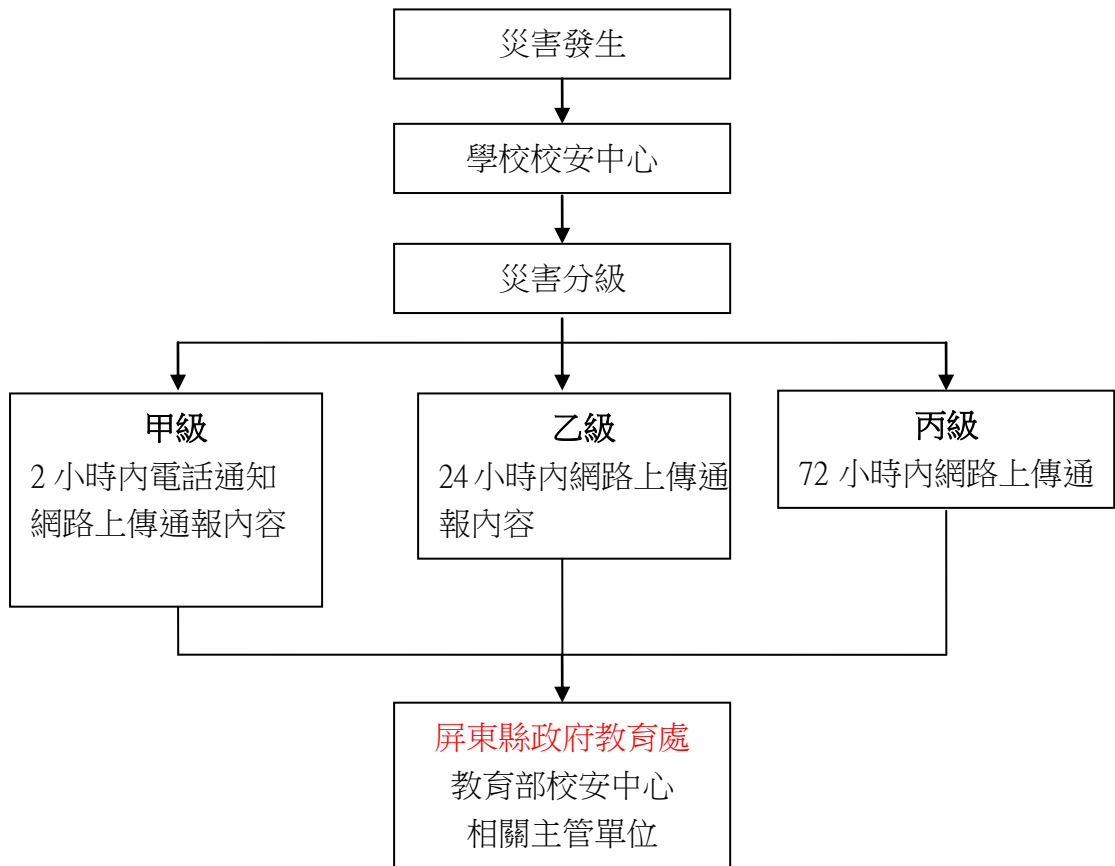 災害發生
學校校安中心
災害分級
甲級
2 小時內電話通知
網路上傳通報內容
乙級
24 小時內網路上傳通
報內容
丙級
72 小時內網路上傳通
屏東縣政府教育處
教育部校安中心
相關主管單位